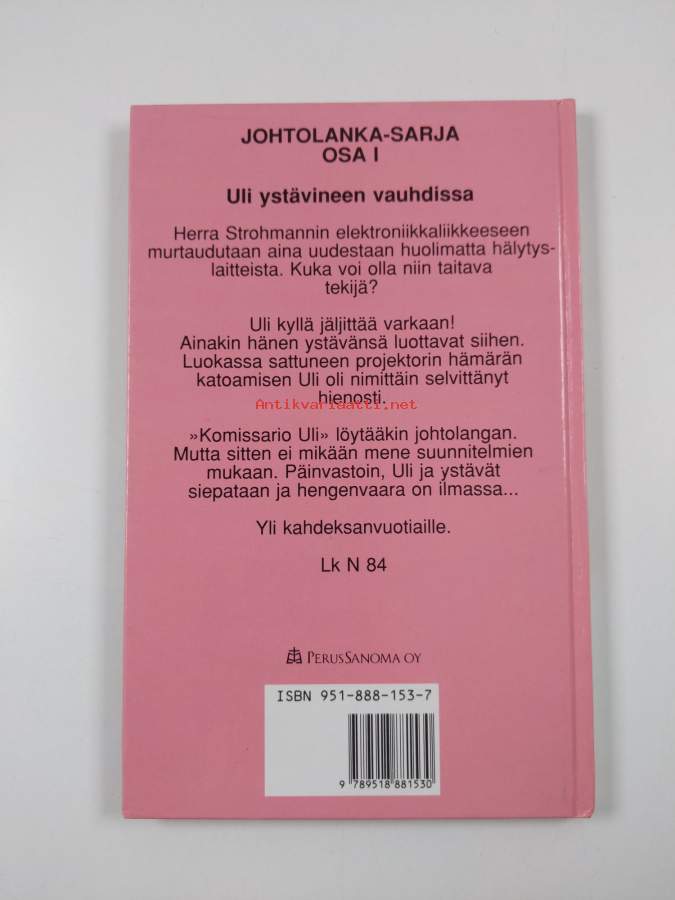 JOHTOLANKA-SARJA
OSA I
Uli ystävineen vauhdissa
Herra Strohmannin elektroniikkaliikkeeseen
murtaudutaan aina uudestaan huolimatta hälytys-
laitteista. Kuka voi olla niin taitava
tekijä?
Uli kyllä jäljittää varkaan!
Ainakin hänen ystävänsä luottavat siihen.
Luokassa sattuneen projektorin hämärän
katoamisen Uli oli nimittäin selvittänyt
hienosti.
Antikvariaatti.net
»Komissario Uli» löytääkin johtolangan.
Mutta sitten ei mikään mene suunnitelmien
mukaan. Päinvastoin, Uli ja ystävät
siepataan ja hengenvaara on ilmassa...
Yli kahdeksanvuotiaille.
Lk N 84
PERUSSANOMA OY
ISBN 951-888-153-7
9 789518 881530